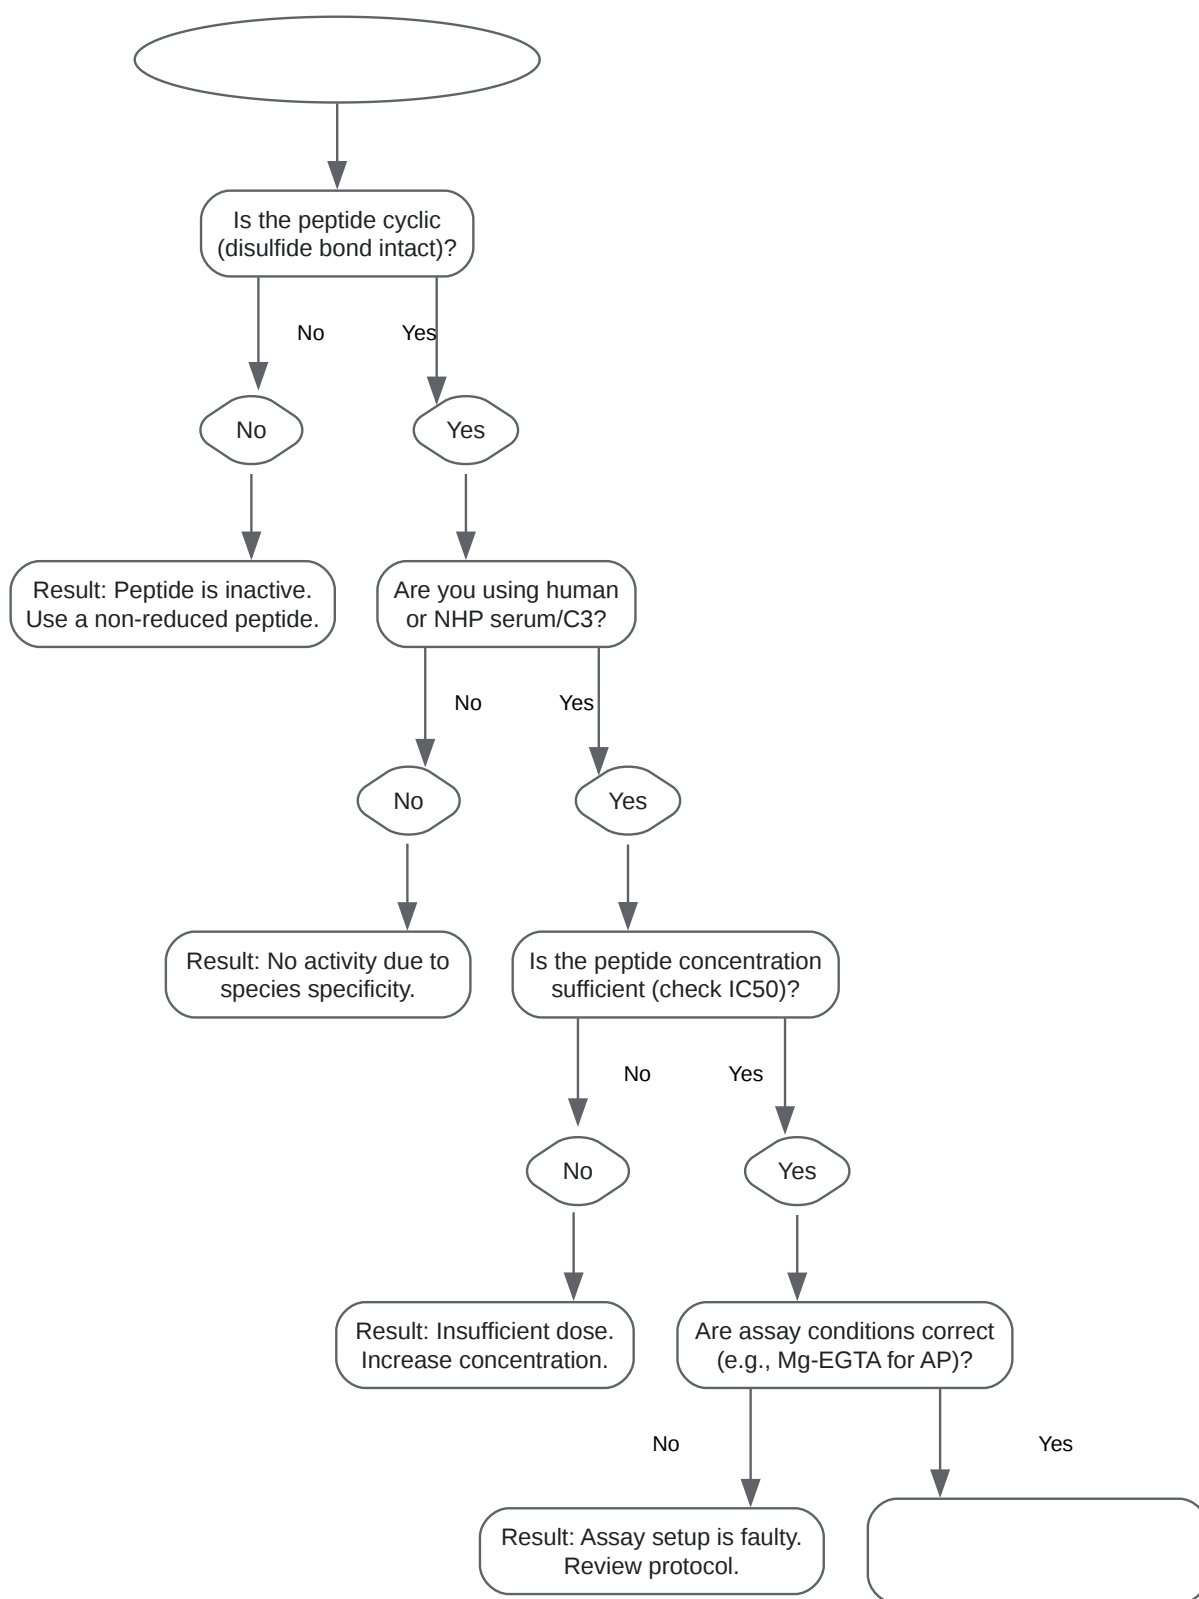 Is the peptide cyclic
(disulfide bond intact)?
No
Yes
No
Yes
Result: Peptide is inactive.
Use a non-reduced peptide.
Are you using human
or NHP serum/C3?
No
Yes
No
Yes
Result: No activity due to
species specificity.
Is the peptide concentration
sufficient (check IC50)?
No
Yes
No
Yes
Result: Insufficient dose.
Increase concentration.
Are assay conditions correct
(e.g., Mg-EGTA for AP)?
No
Yes
Result: Assay setup is faulty.
Review protocol.